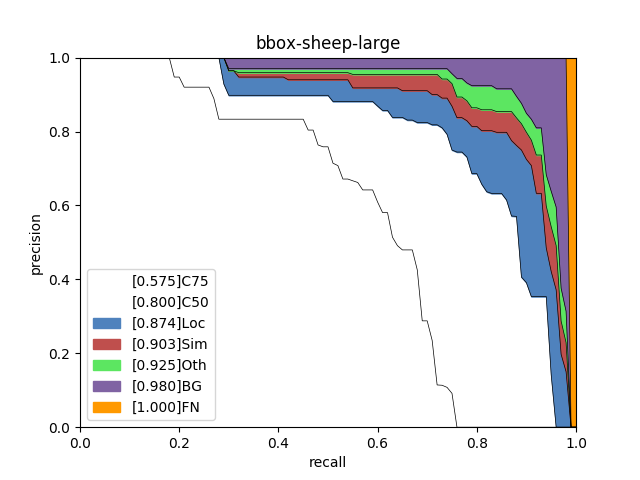 bbox-sheep-large
precision
1.0
0.8
0.6
0.4
0.2
0.0
[0.575]C75
[0.800]C50
[0.874]Loc
[0.903]Sim
[0.925]Oth
[0.980]BG
[1.000]FN
0.0 0.2 0.4 0.6 0.8 1.0
recall